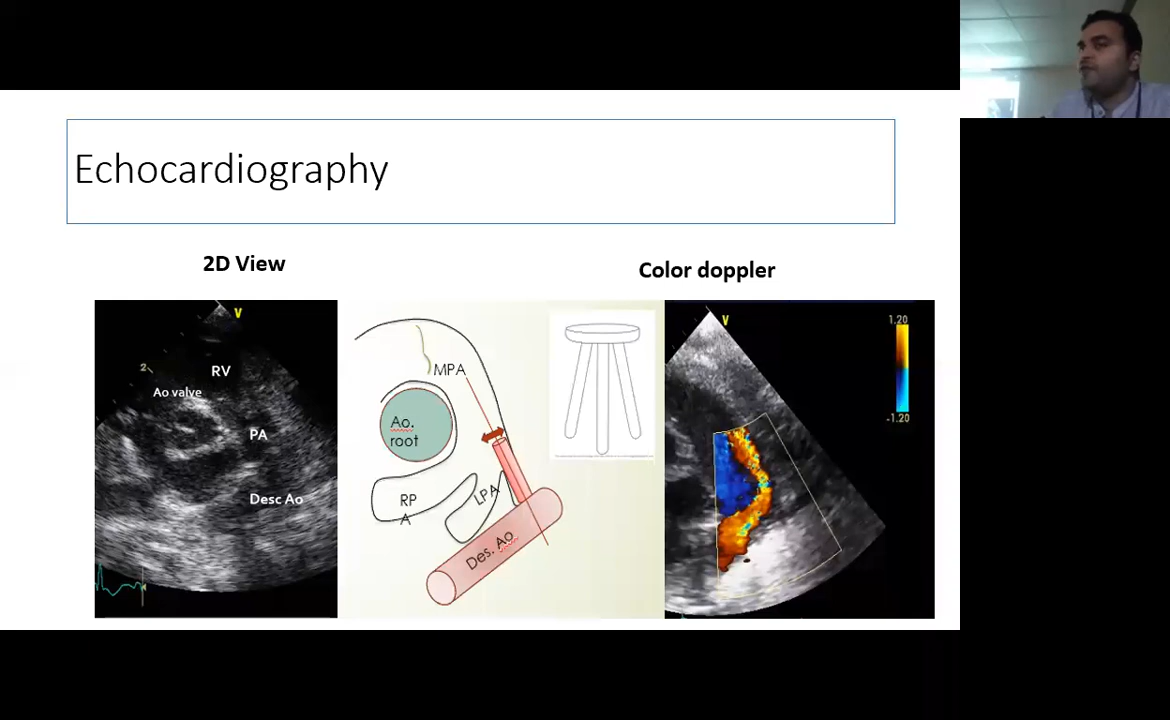 Echocardiography
2D View
Color doppler
V
2
RV
Ao valve
PA
Desc Ao
MPA
Ao.
root
RP
A
LPA
Des. Ao
V
1.20
-1.20